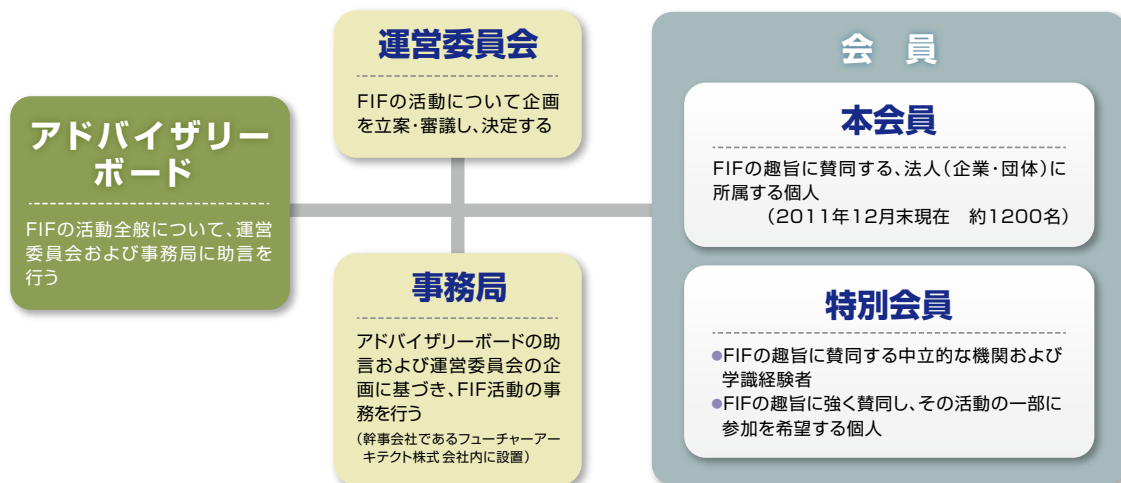 アドバイザリー
ボード
FIFの活動全般について、運営
委員会および事務局に助言を
行う
運営委員会
FIFの活動について企画
を立案・審議し、決定する
事務局
アドバイザリーボードの助
言および運営委員会の企
画に基づき、FIF活動の事
務を行う
(幹事会社であるフューチャーアー
キテクト株式会社内に設置)
会 員
本会員
FIFの趣旨に賛同する、法人(企業・団体)に
所属する個人
(2011年12月末現在 約1200名)
特別会員
●FIFの趣旨に賛同する中立的な機関および
学識経験者
●FIFの趣旨に強く賛同し、その活動の一部に
参加を希望する個人